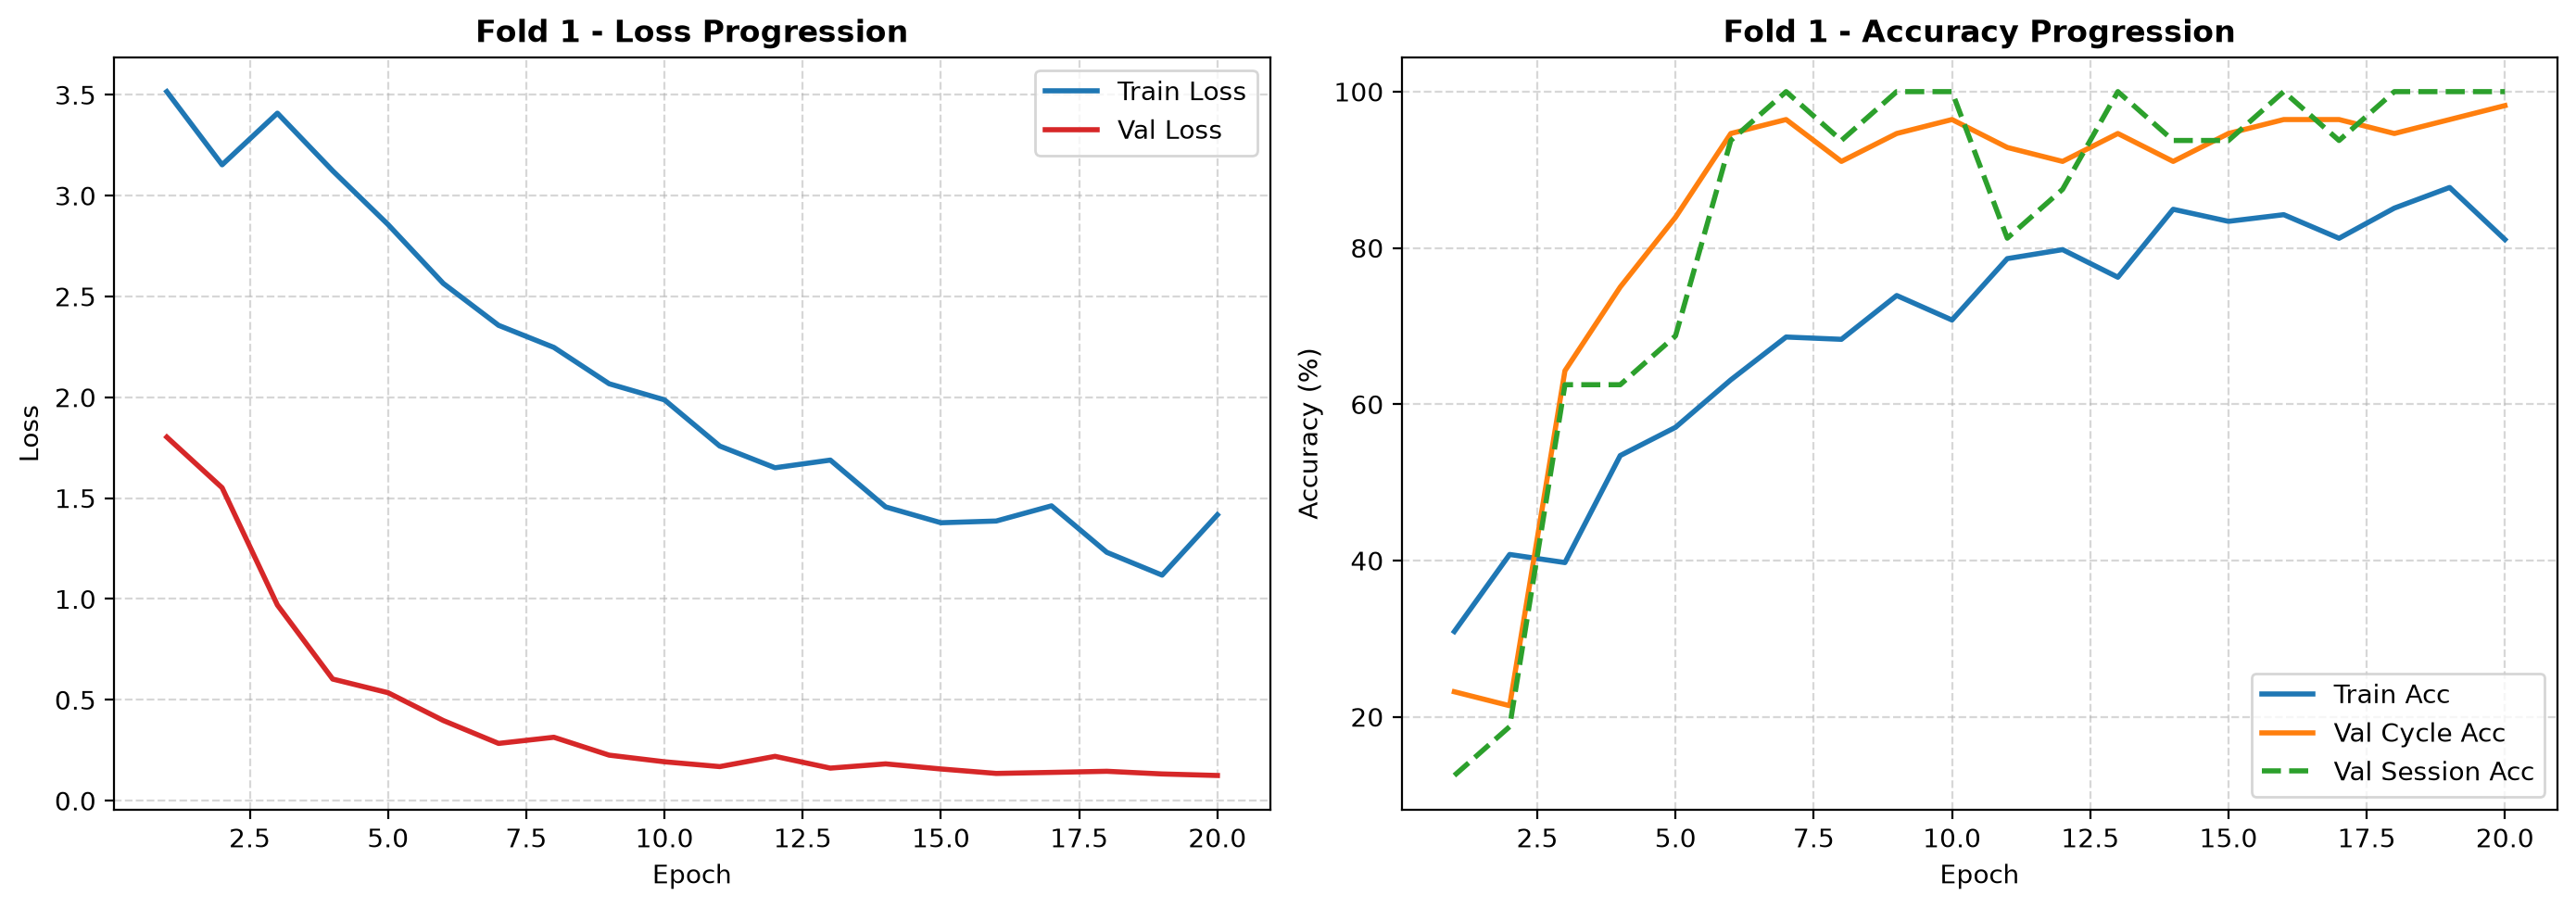 Fold 1 - Loss Progression
Train Loss
Val Loss
3.5
3.0
2.5
2.0
1.5
1.0
0.5
0.0
Loss
2.5 5.0 7.5 10.0 12.5 15.0 17.5 20.0
Epoch
Fold 1 - Accuracy Progression
100
80
60
40
20
Accuracy (%)
Train Acc
Val Cycle Acc
Val Session Acc
2.5 5.0 7.5 10.0 12.5 15.0 17.5 20.0
Epoch